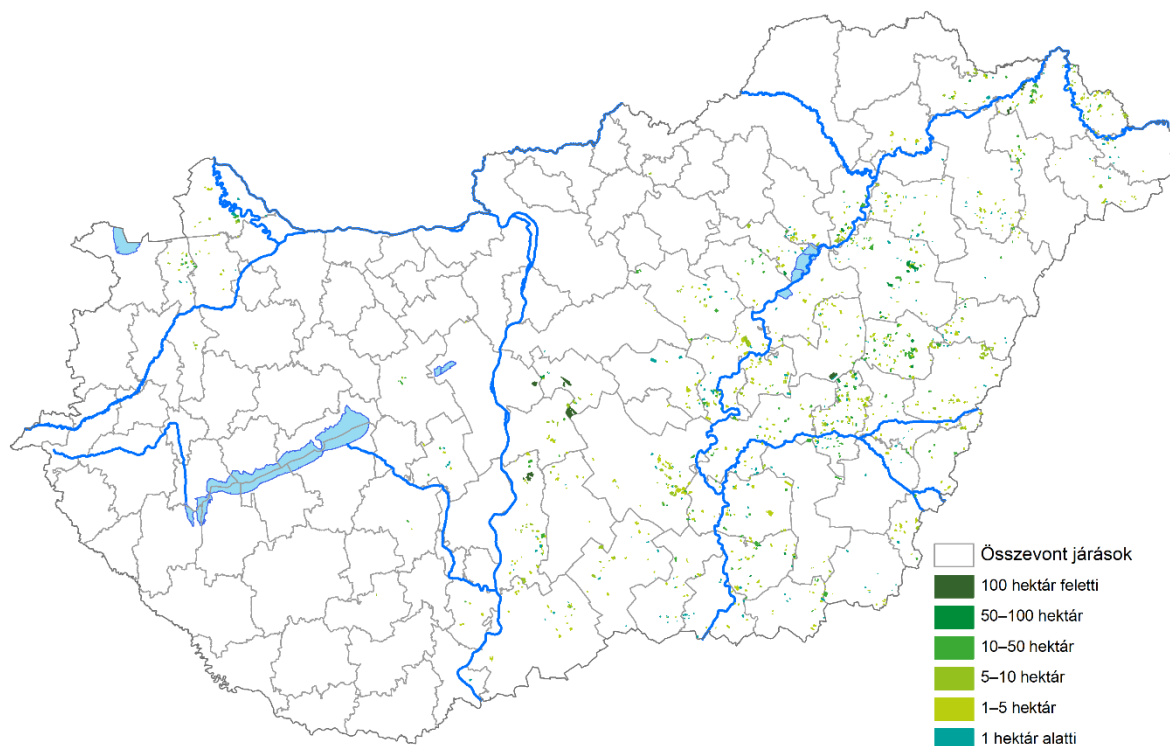 Összevont járások
100 hektár feletti
50–100 hektár
10–50 hektár
5–10 hektár
1–5 hektár
1 hektár alatti